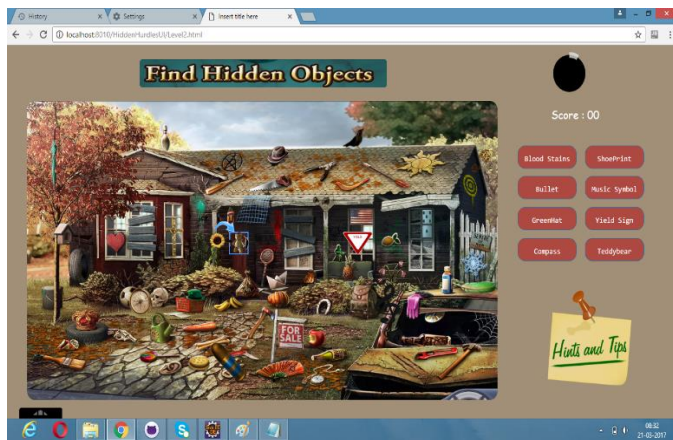 History
Settings
Insert title here
localhost:8010/HiddenHurdlesUI/Level2.html
Find Hidden Objects
Score : 00
Blood Stains
ShoePrint
Bullet
Music Symbol
GreenHat
Yield Sign
Compass
Teddybear
YIELD
FOR
SALE
Hints and Tips
08:32
21-03-2017